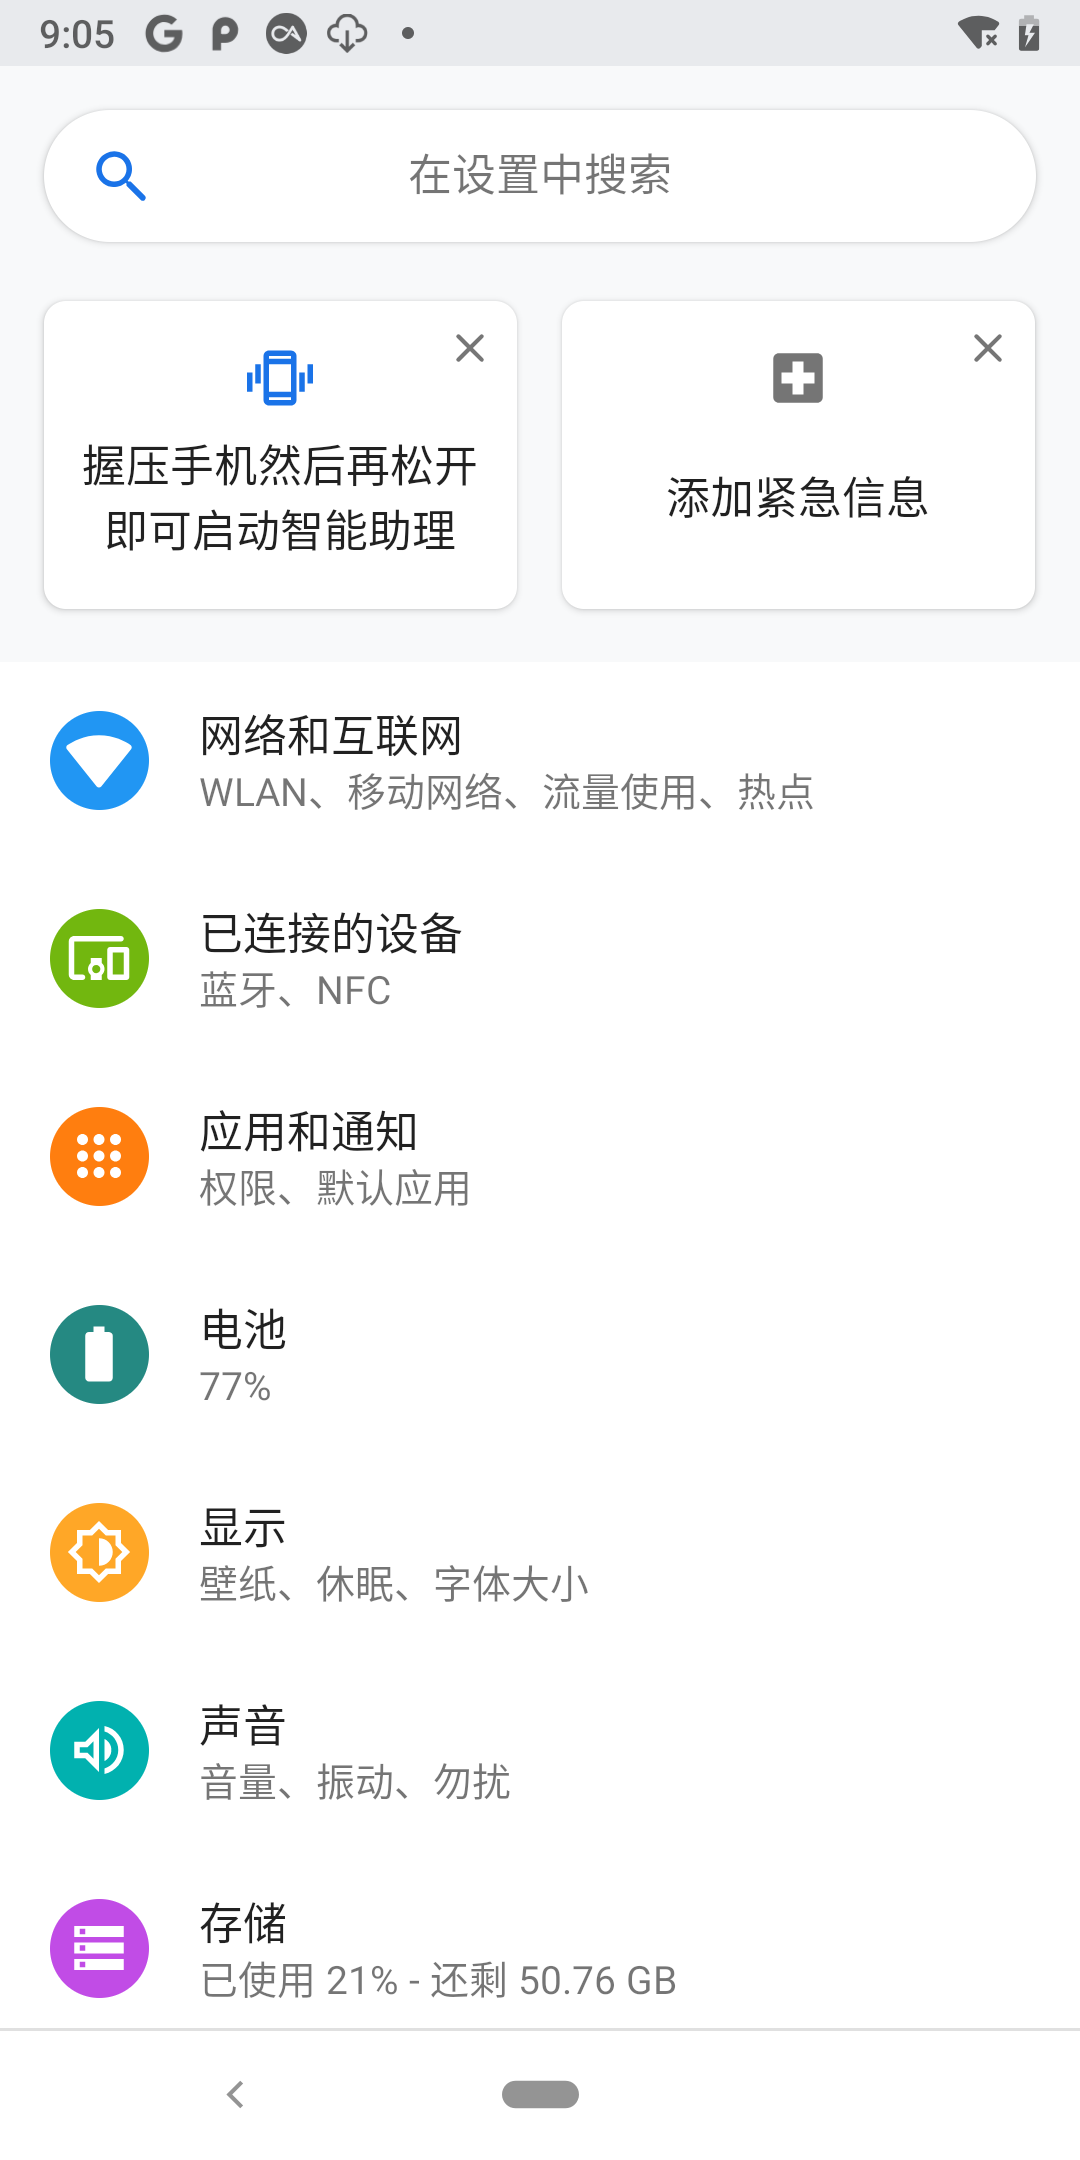 9:05
在设置中搜索
握压手机然后再松开
即可启动智能助理
添加紧急信息
网络和互联网
WLAN、移动网络、流量使用、热点
已连接的设备
蓝牙、NFC
应用和通知
权限、默认应用
电池
77%
显示
壁纸、休眠、字体大小
声音
音量、振动、勿扰
存储
已使用 21% - 还剩 50.76 GB